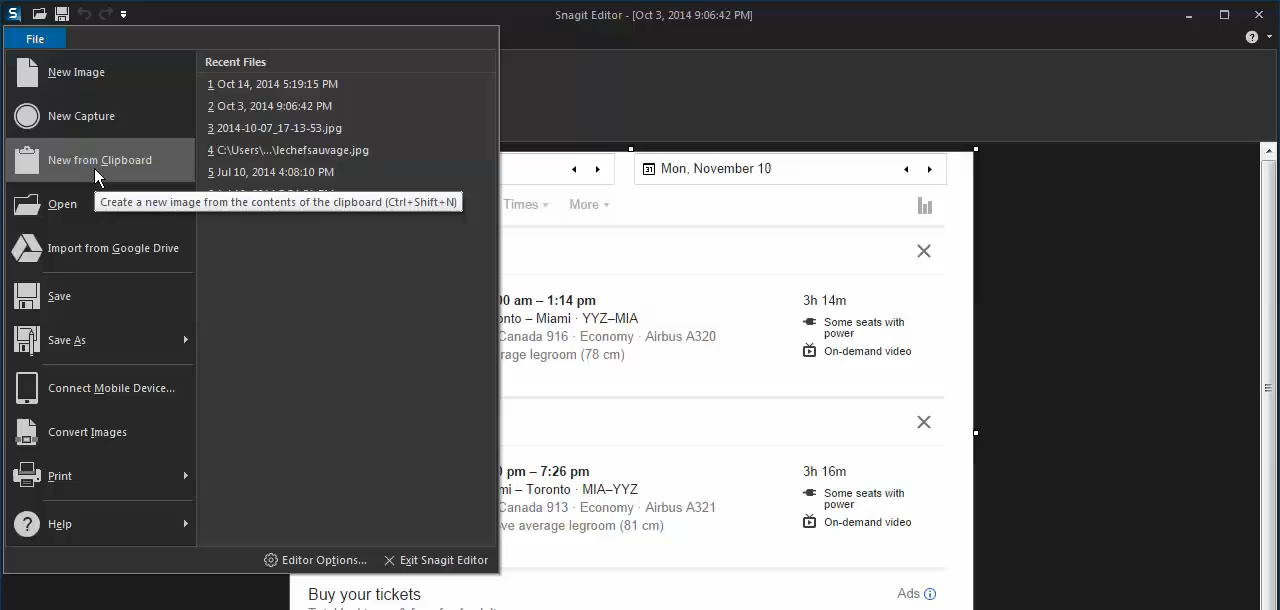 Snagit Editor - [Oct 3, 2014 9:06:42 PM]
File
New Image
New Capture
New from Clipboard
Open
Import from Google Drive
Save
Save As
Connect Mobile Device...
Convert Images
Print
Help
Recent Files
1 Oct 14, 2014 5:19:15 PM
2 Oct 3, 2014 9:06:42 PM
3 2014-10-07_17-13-53.jpg
4 C:\Users\...\lechefsauvage.jpg
5 Jul 10, 2014 4:08:10 PM
Create a new image from the contents of the clipboard (Ctrl+Shift+N)
Editor Options...
Exit Snagit Editor
31 Mon, November 10
Times
More
am – 1:14 pm
3h 14m
– Miami · YYZ–MIA
Some seats with
power
Canada 916 · Economy · Airbus A320
legroom (78 cm)
On-demand video
pm – 7:26 pm
3h 16m
– Toronto · MIA–YYZ
Some seats with
power
Canada 913 · Economy · Airbus A321
average legroom (81 cm)
On-demand video
Buy your tickets
Ads